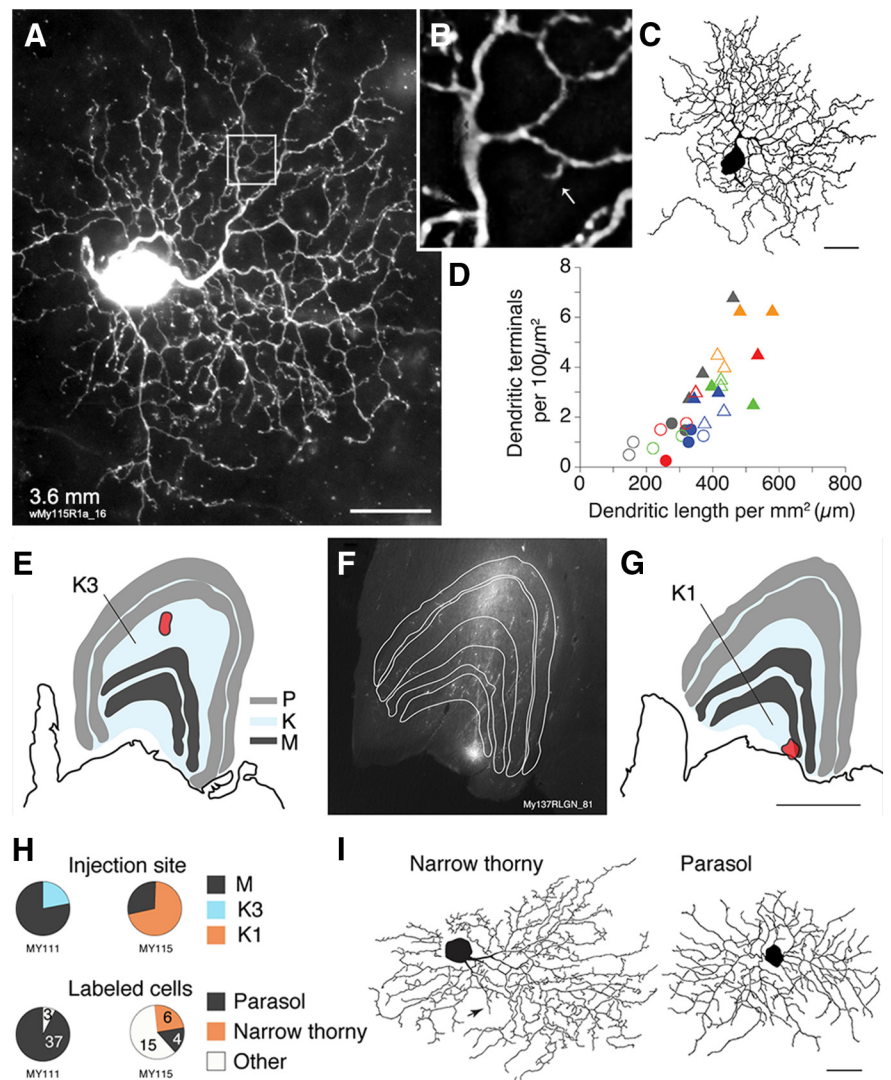 A
B
C
3.6 mm
wMy115R1a_16
D
Dendritic terminals
per 100µm²
8
6
4
2
0
0 200 400 600 800
Dendritic length per mm² (µm)
E
K3
P
K
M
F
My137RLGN_81
G
K1
H
Injection site
M
K3
K1
MY111 MY115
Labeled cells
3
37
6
4
15
Parasol
Narrow thorny
Other
MY111 MY115
I
Narrow thorny Parasol